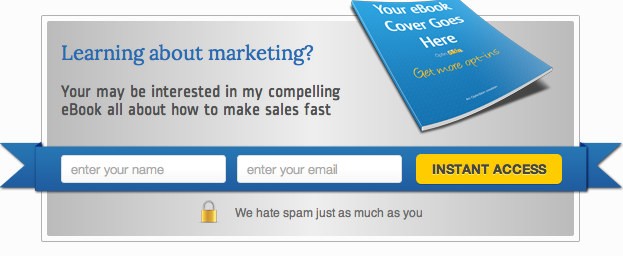 Your eBook
Cover Goes
Here
Get more opt-ins
Learning about marketing?
Your may be interested in my compelling
eBook all about how to make sales fast
enter your name
enter your email
INSTANT ACCESS
We hate spam just as much as you